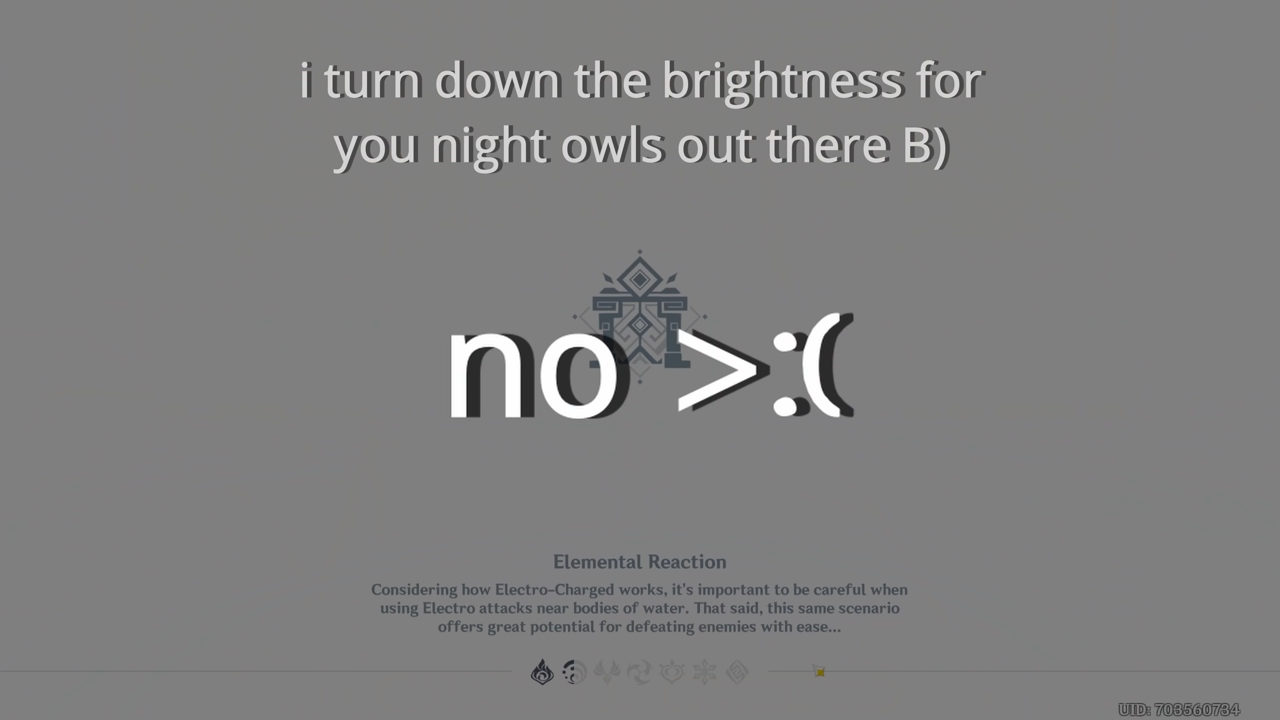 i turn down the brightness for
you night owls out there B)
no >:(
Elemental Reaction
Considering how Electro-Charged works, it's important to be careful when
using Electro attacks near bodies of water. That said, this same scenario
offers great potential for defeating enemies with ease...
UID: 703560734